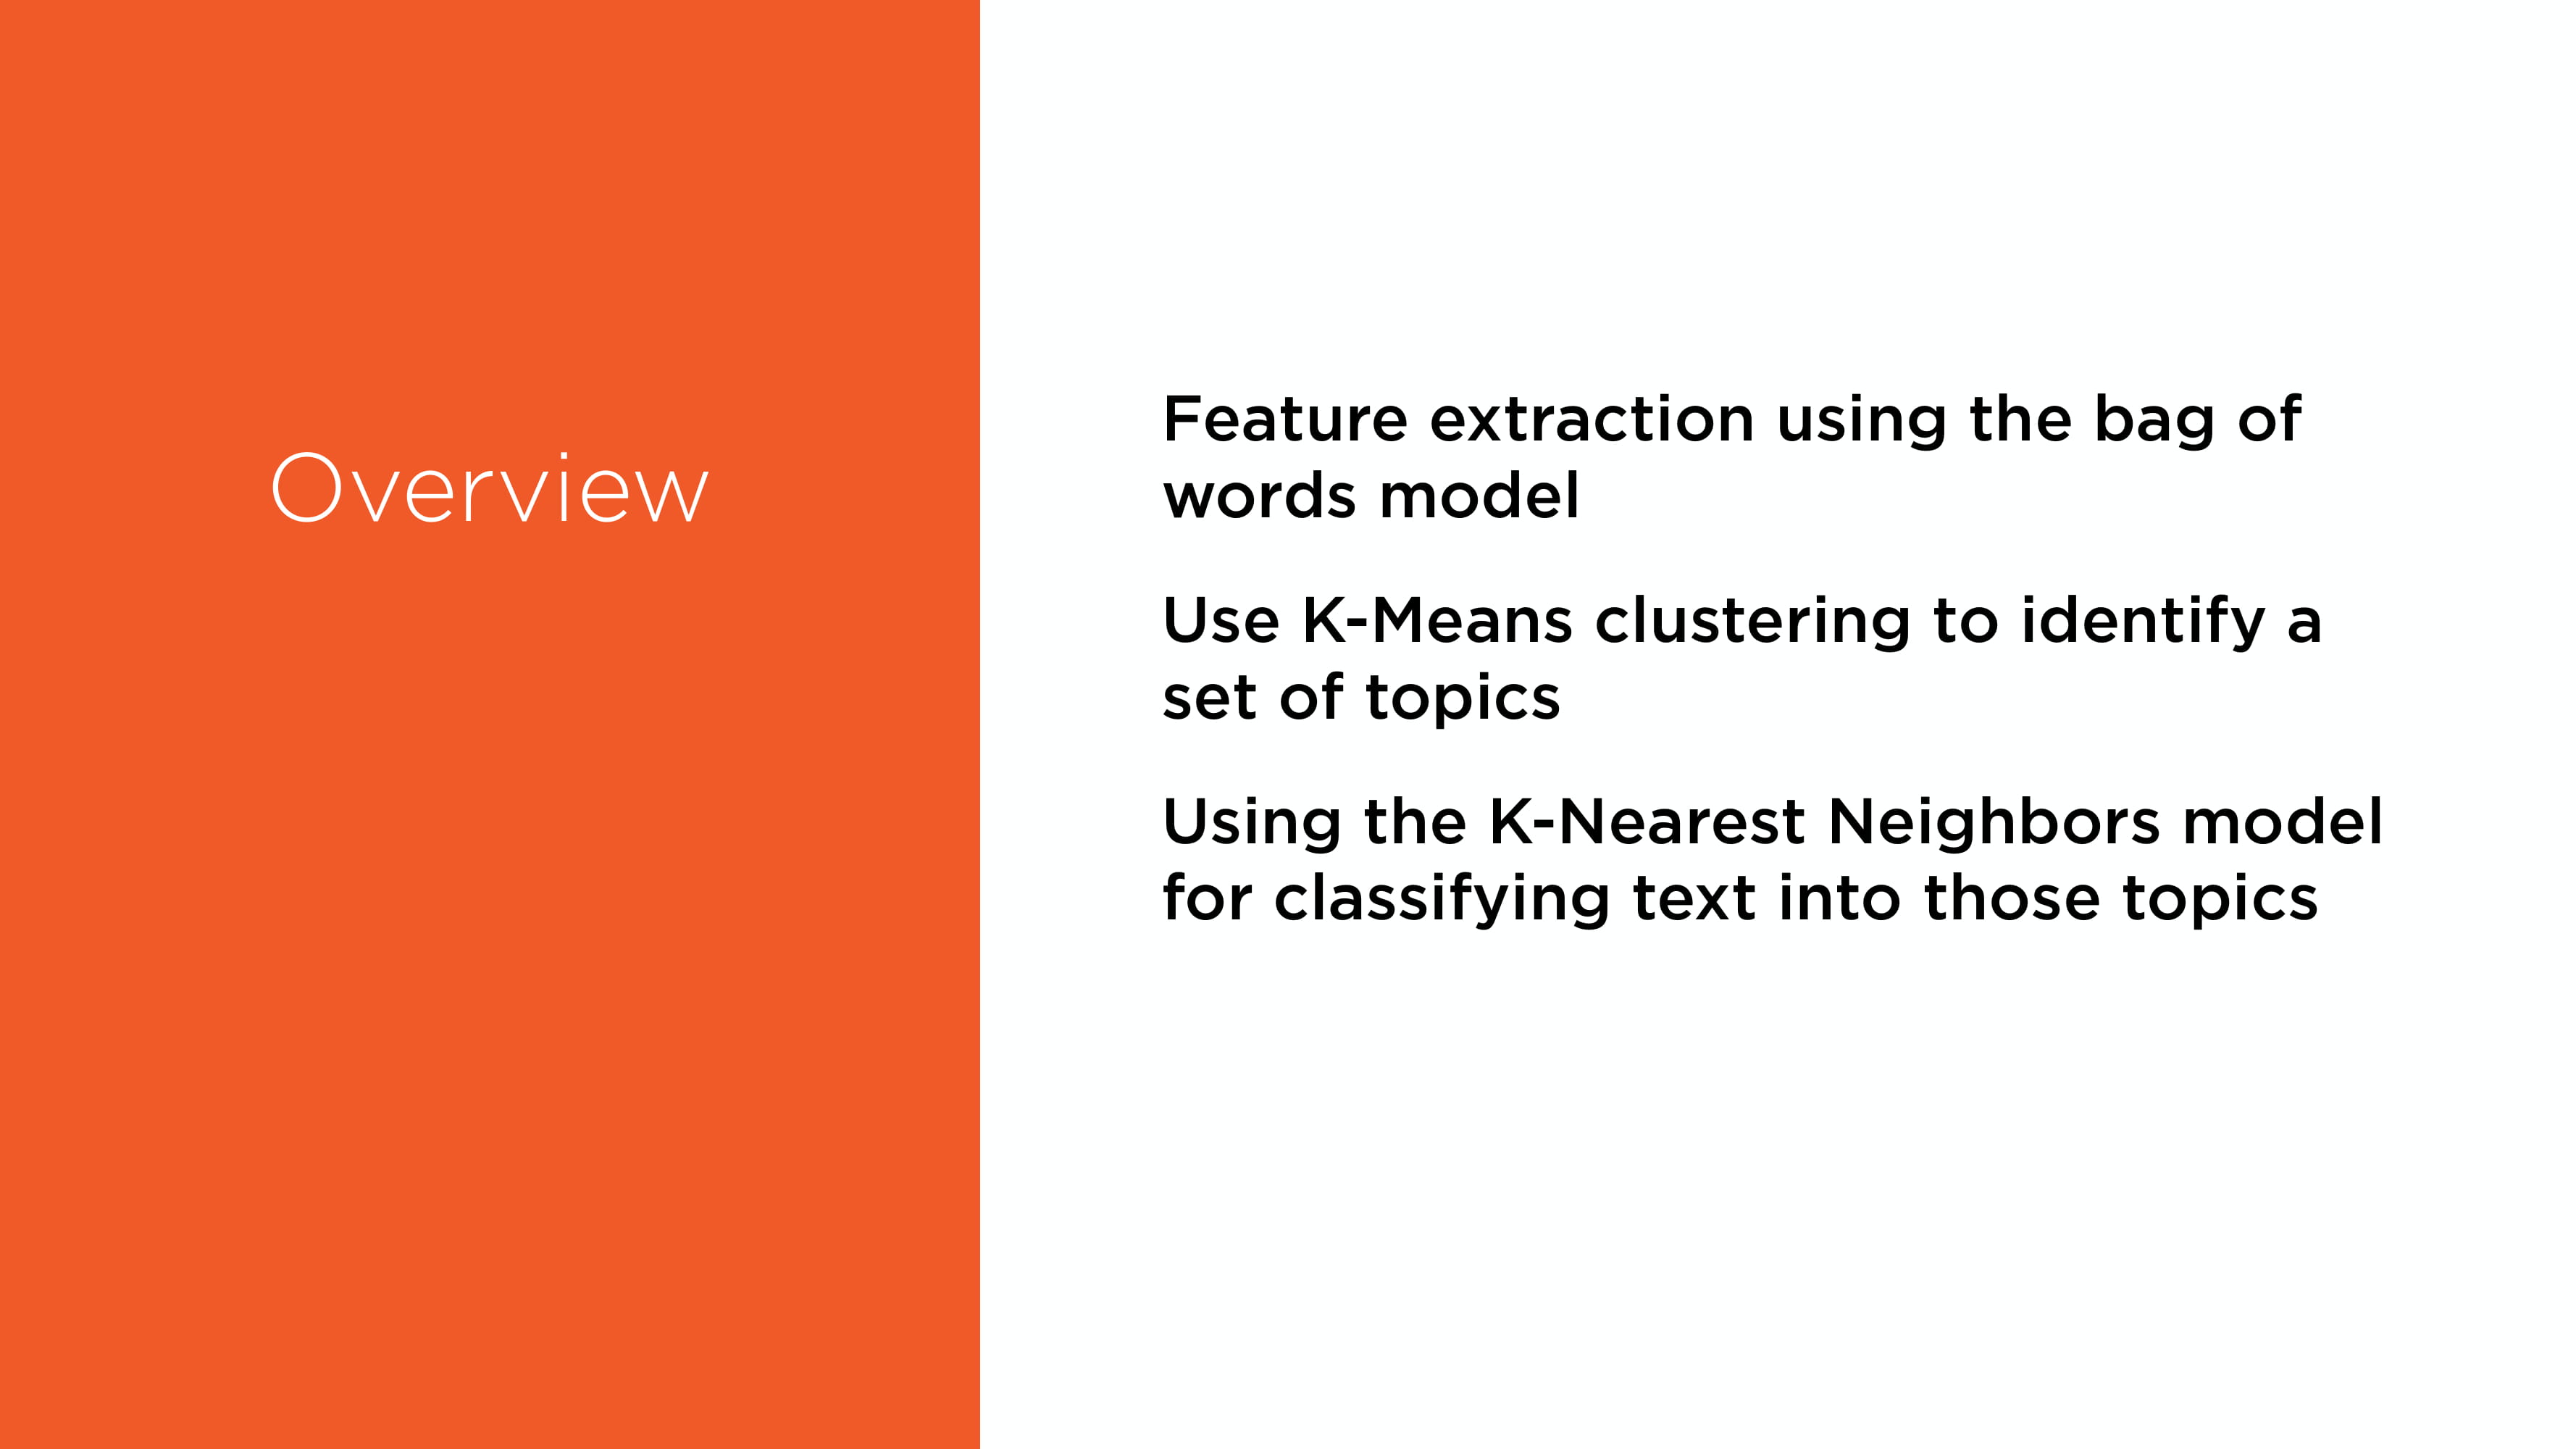 Overview
Feature extraction using the bag of
words model
Use K-Means clustering to identify a
set of topics
Using the K-Nearest Neighbors model
for classifying text into those topics